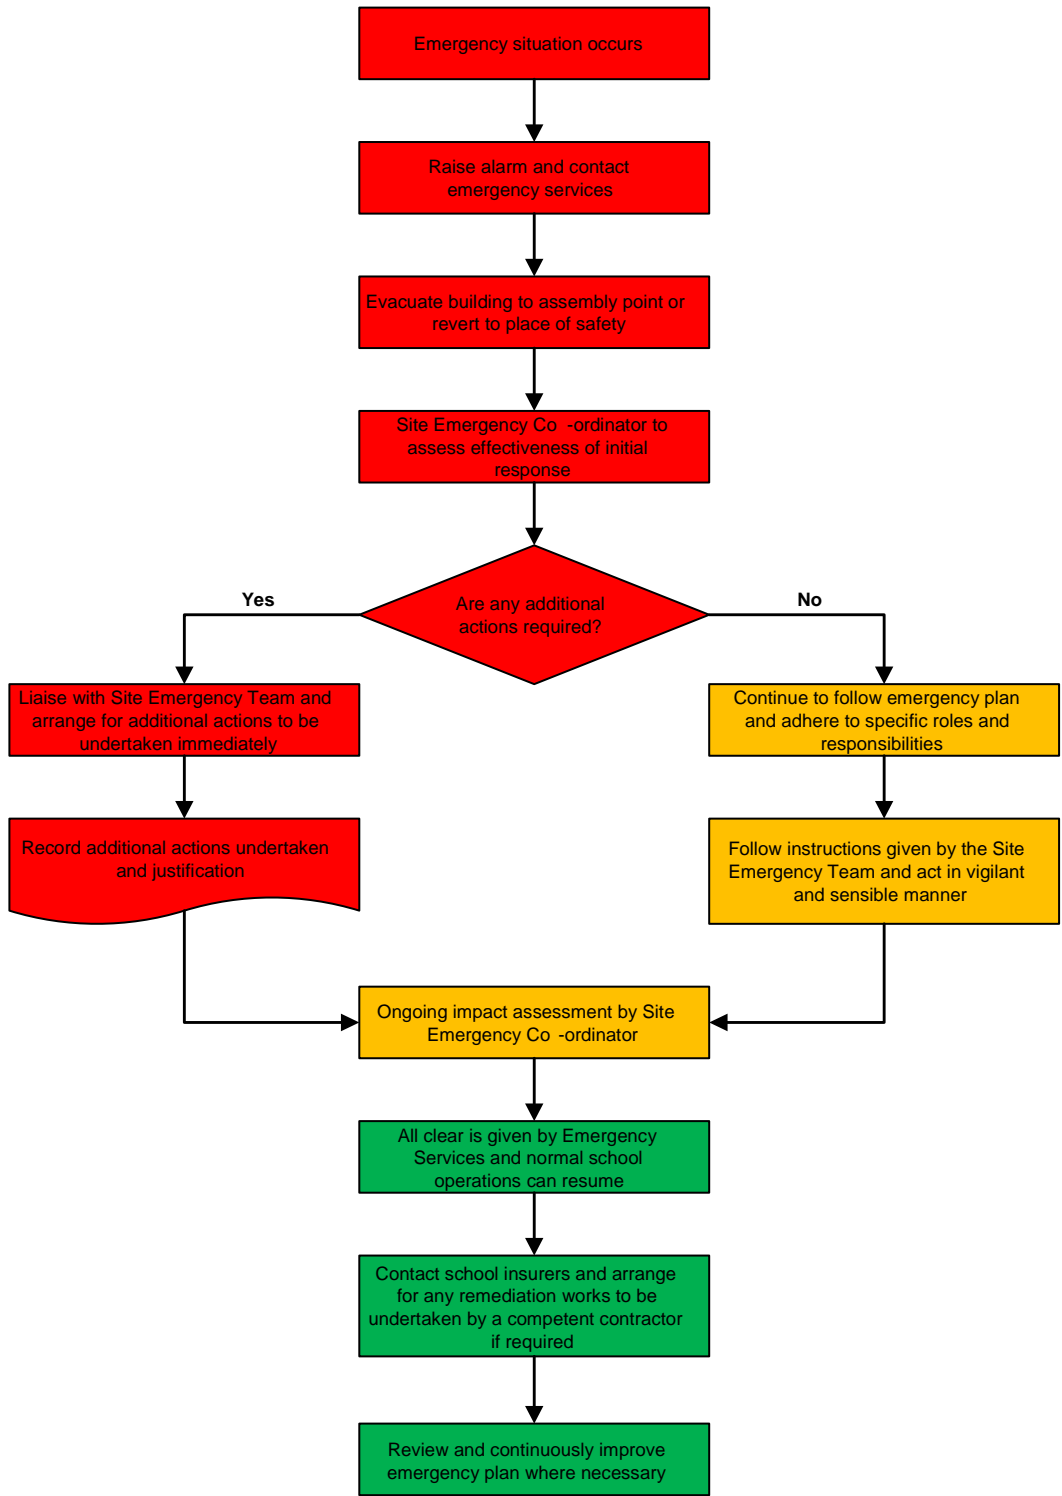 Emergency situation occurs
Raise alarm and contact
emergency services
Evacuate building to assembly point or
revert to place of safety
Site Emergency Co -ordinator to
assess effectiveness of initial
response
Are any additional
actions required?
Yes
No
Liaise with Site Emergency Team and
arrange for additional actions to be
undertaken immediately
Continue to follow emergency plan
and adhere to specific roles and
responsibilities
Record additional actions undertaken
and justification
Follow instructions given by the Site
Emergency Team and act in vigilant
and sensible manner
Ongoing impact assessment by Site
Emergency Co -ordinator
All clear is given by Emergency
Services and normal school
operations can resume
Contact school insurers and arrange
for any remediation works to be
undertaken by a competent contractor
if required
Review and continuously improve
emergency plan where necessary